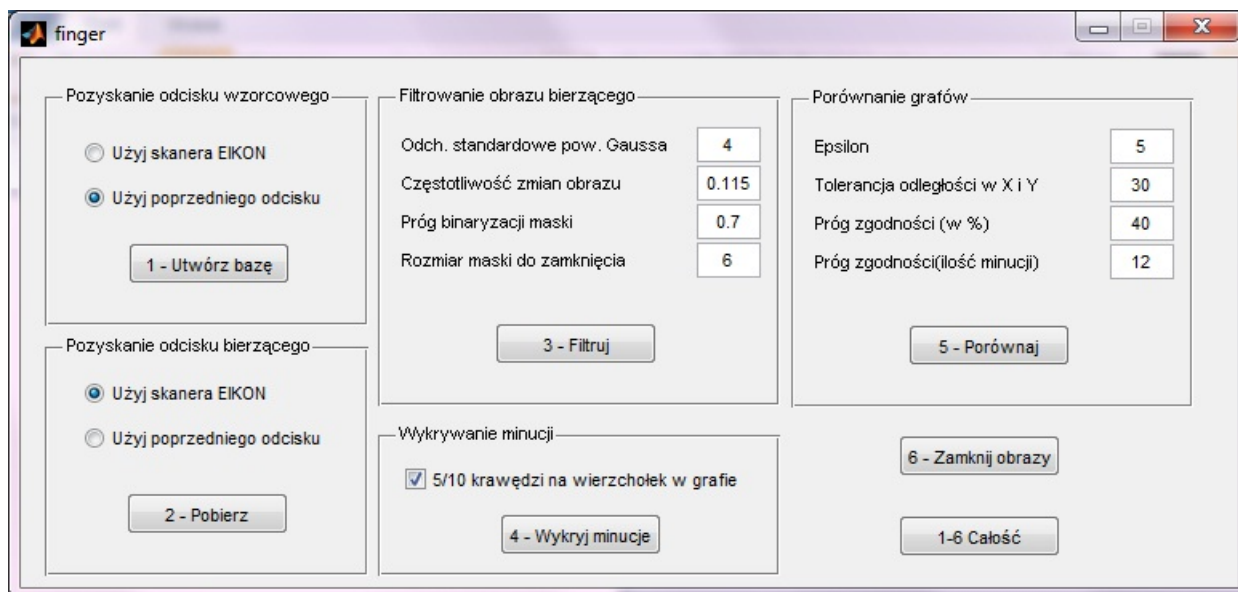 finger
Pozyskanie odcisku wzorcowego
Użyj skanera EIKON
Użyj poprzedniego odcisku
1 - Utwórz bazę
Pozyskanie odcisku bierzącego
Użyj skanera EIKON
Użyj poprzedniego odcisku
2 - Pobierz
Filtrowanie obrazu bierzącego
Odch. standardowe pow. Gaussa 4
Częstotliwość zmian obrazu 0.115
Próg binaryzacji maski 0.7
Rozmiar maski do zamknięcia 6
3 - Filtruj
Wykrywanie minucji
5/10 krawędzi na wierzchołek w grafie
4 - Wykryj minucje
Porównanie grafów
Epsilon 5
Tolerancja odległości w X i Y 30
Próg zgodności (w %) 40
Próg zgodności(ilość minucji) 12
5 - Porównaj
6 - Zamknij obrazy
1-6 Całość